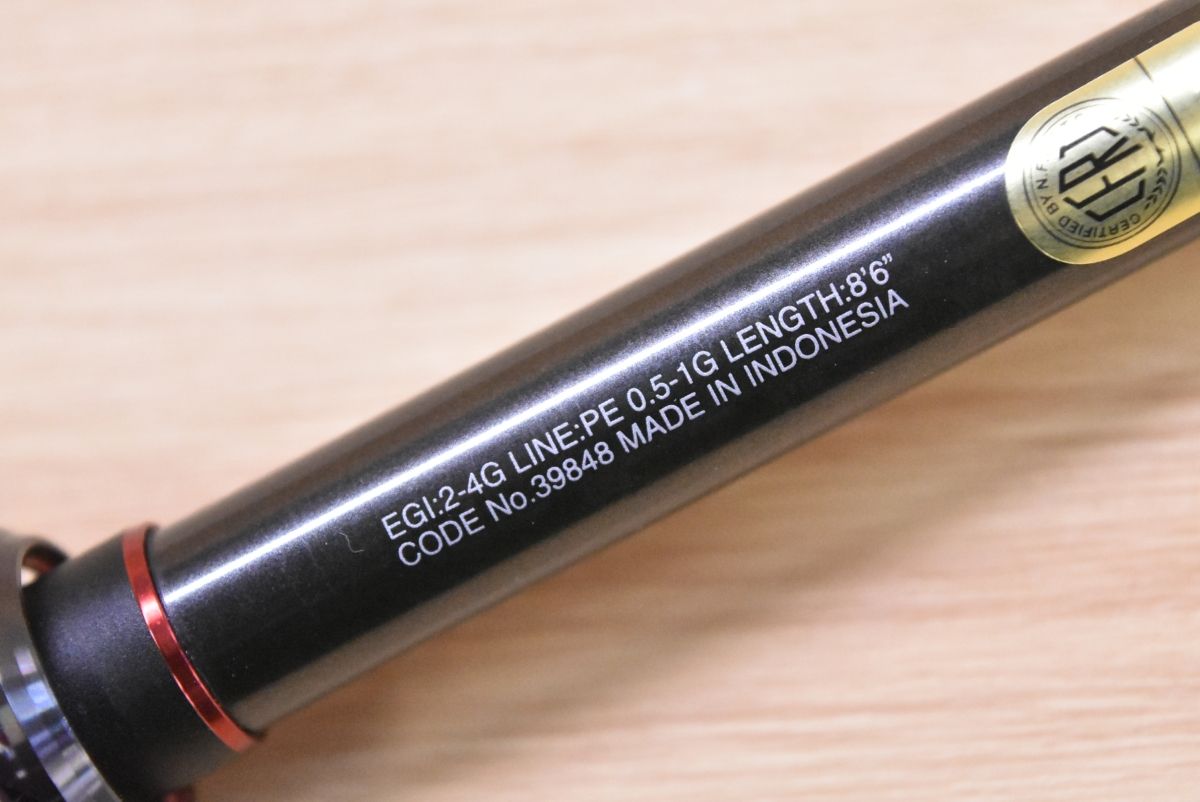 EGI:2-4G LINE:PE 0.5-1G LENGTH:8'6"
CODE No.39848 MADE IN INDONESIA
CERTIFIED BY N.F.